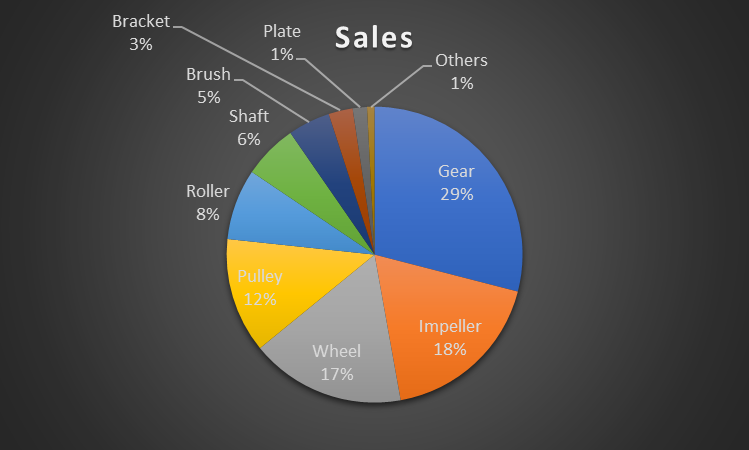 Sales
Bracket
3%
Plate
1%
Others
1%
Brush
5%
Shaft
6%
Gear
29%
Roller
8%
Pulley
12%
Impeller
18%
Wheel
17%